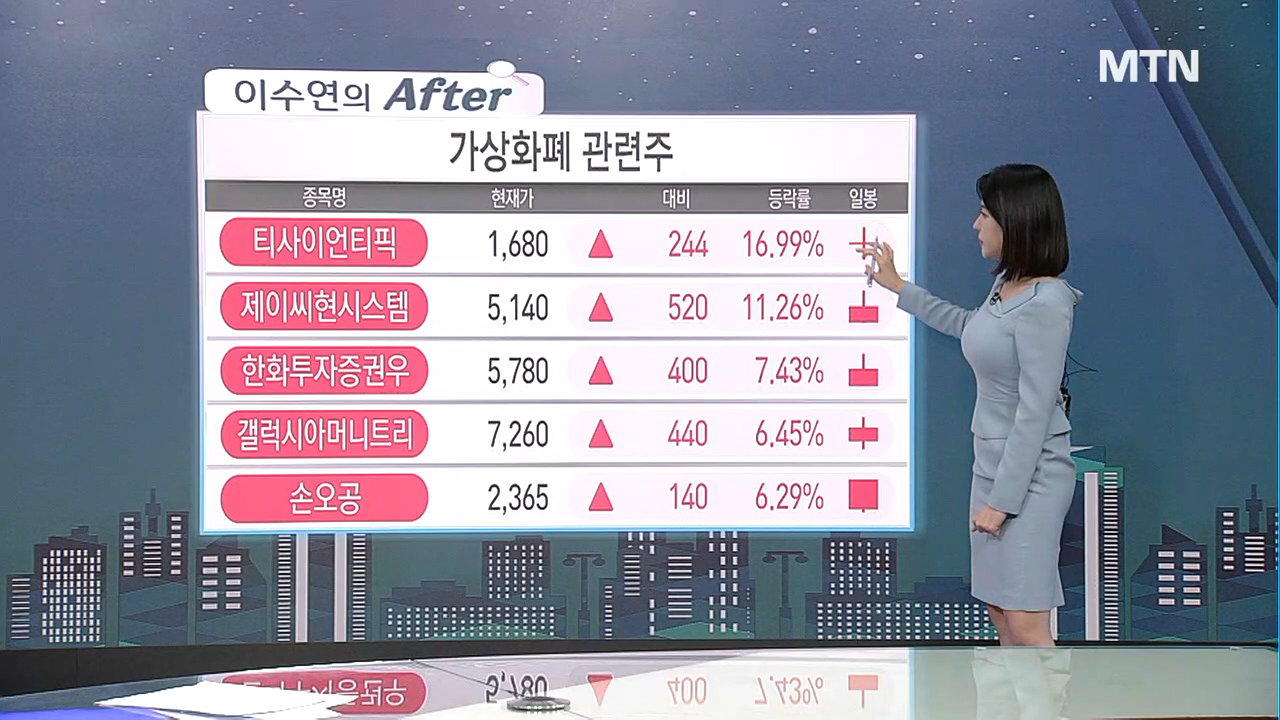 MTN
이수연의 After
가상화폐 관련주
종목명 현재가 대비 등락률 일봉
티사이언티픽 1,680 ▲ 244 16.99%
제이씨현시스템 5,140 ▲ 520 11.26%
한화투자증권우 5,780 ▲ 400 7.43%
갤럭시아머니트리 7,260 ▲ 440 6.45%
손오공 2,365 ▲ 140 6.29%